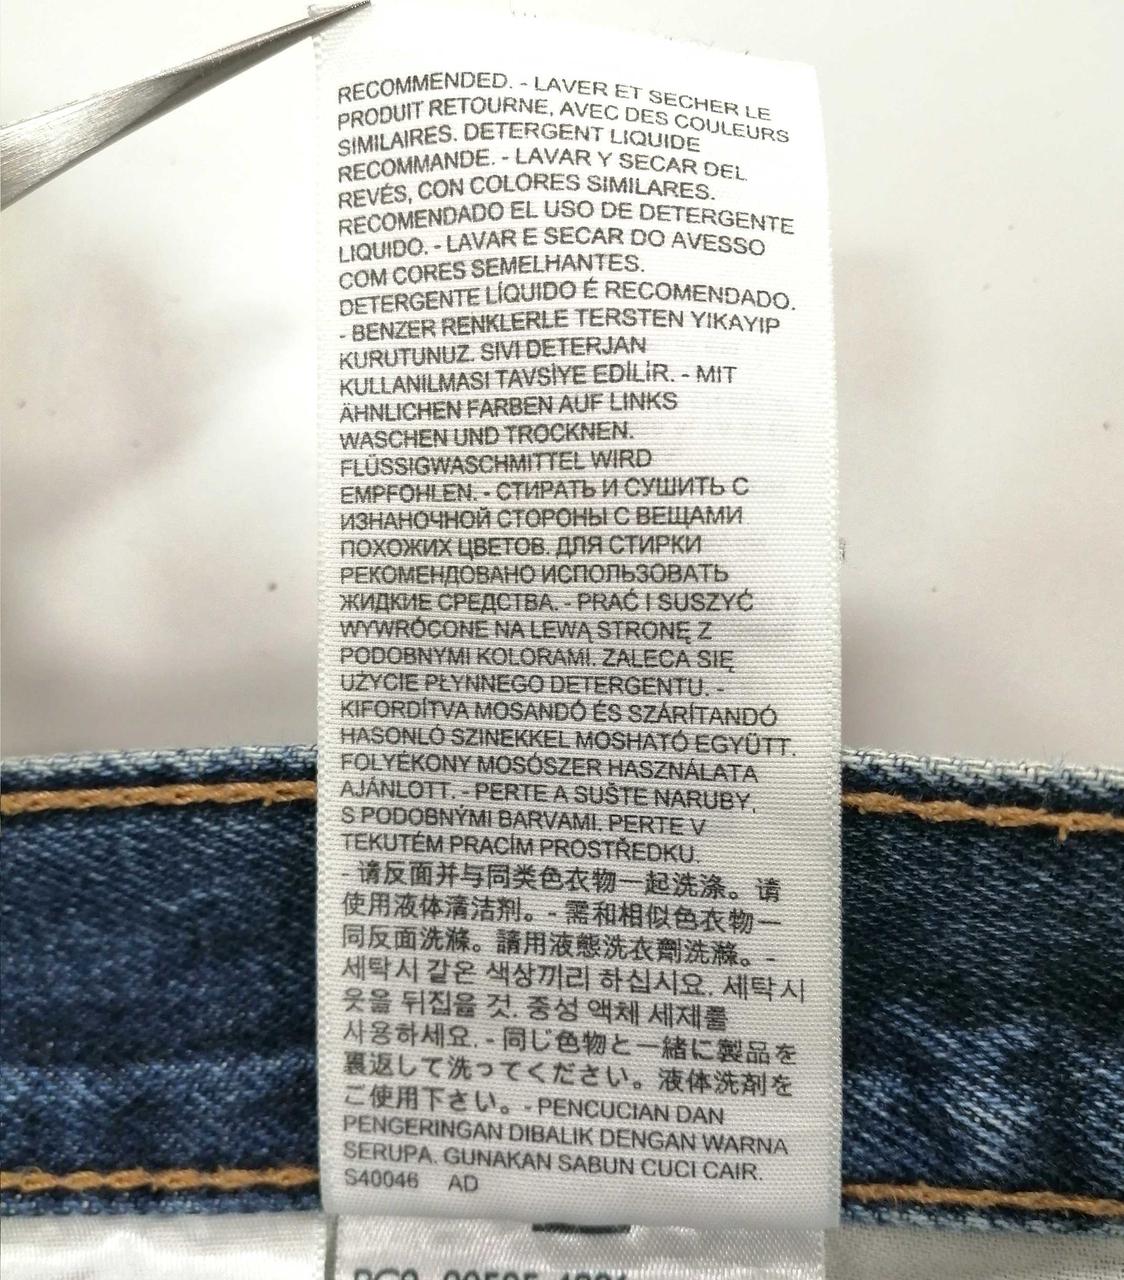 RECOMMENDED. - LAVER ET SECHER LE
PRODUIT RETOURNE, AVEC DES COULEURS
SIMILAIRES. DETERGENT LIQUIDE
RECOMMANDE. - LAVAR Y SECAR DEL
REVÉS, CON COLORES SIMILARES.
RECOMENDADO EL USO DE DETERGENTE
LIQUIDO. - LAVAR E SECAR DO AVESSO
COM CORES SEMELHANTES.
DETERGENTE LÍQUIDO É RECOMENDADO.
- BENZER RENKLERLE TERSTEN YIKAYIP
KURUTUNUZ. SIVI DETERJAN
KULLANILMASI TAVSİYE EDİLİR. - MIT
ÄHNLICHEN FARBEN AUF LINKS
WASCHEN UND TROCKNEN.
FLÜSSIGWASCHMITTEL WIRD
EMPFOHLEN. - СТИРАТЬ И СУШИТЬ С
ИЗНАНОЧНОЙ СТОРОНЫ С ВЕЩАМИ
ПОХОЖИХ ЦВЕТОВ. ДЛЯ СТИРКИ
РЕКОМЕНДОВАНО ИСПОЛЬЗОВАТЬ
ЖИДКИЕ СРЕДСТВА. - PRAĆ I SUSZYĆ
WYWRÓCONE NA LEWĄ STRONĘ Z
PODOBNYMI KOLORAMI. ZALECA SIĘ
UŻYCIE PŁYNNEGO DETERGENTU. -
KIFORDÍTVA MOSANDÓ ÉS SZÁRÍTANDÓ
HASONLÓ SZINEKKEL MOSHATÓ EGYÜTT.
FOLYÉKONY MOSÓSZER HASZNÁLATA
AJÁNLOTT. - PERTE A SUŠTE NARUBY,
S PODOBNÝMI BARVAMI. PERTE V
TEKUTÉM PRACÍM PROSTŘEDKU.
- 请反面并与同类色衣物一起洗涤。请
使用液体清洁剂。- 需和相似色衣物一
同反面洗滌。請用液態洗衣劑洗滌。-
세탁시 같은 색상끼리 하십시요. 세탁시
옷을 뒤집을 것. 중성 액체 세제를
사용하세요. - 同じ色物と一緒に製品を
裏返して洗ってください。液体洗剤を
ご使用下さい。- PENCUCIAN DAN
PENGERINGAN DIBALIK DENGAN WARNA
SERUPA. GUNAKAN SABUN CUCI CAIR.
S40046 AD